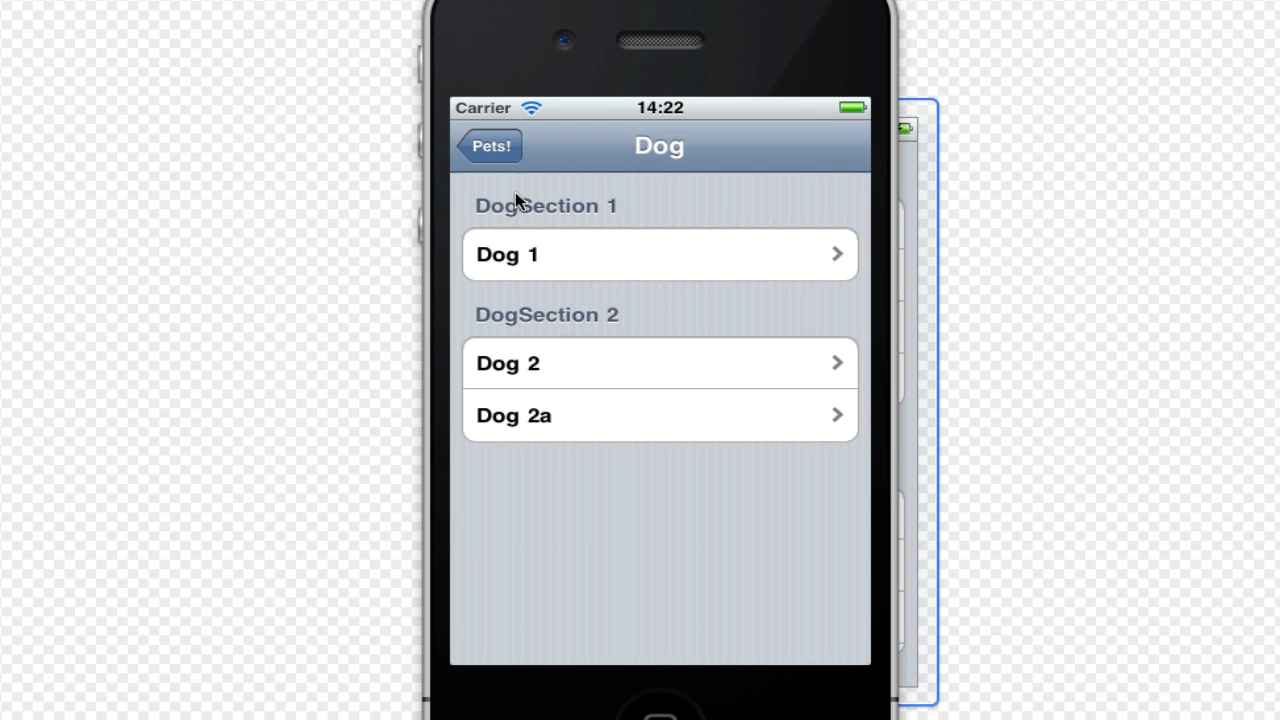 Carrier 14:22
Pets! Dog
DogSection 1
Dog 1
DogSection 2
Dog 2
Dog 2a